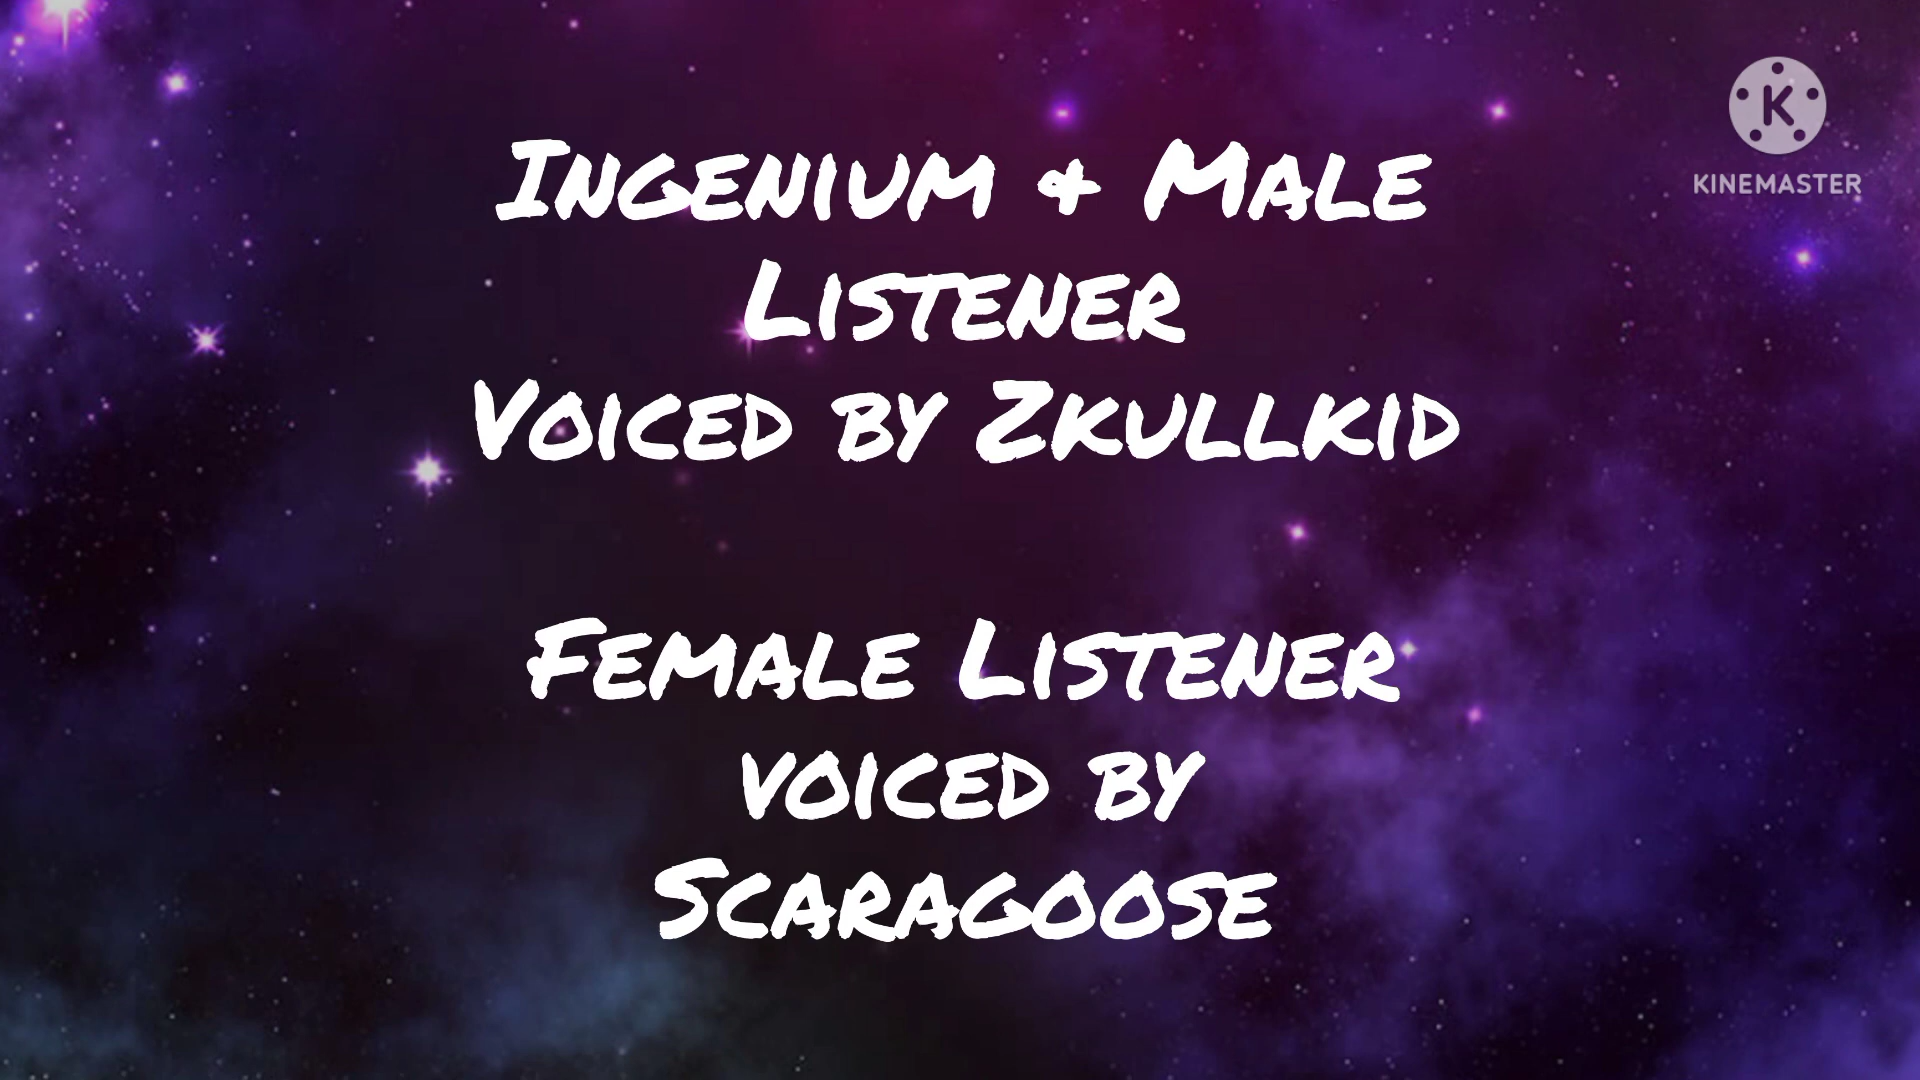 Ingenium & Male
Listener
Voiced by Zkullkid
Female Listener
voiced by
Scaragoose
KINEMASTER